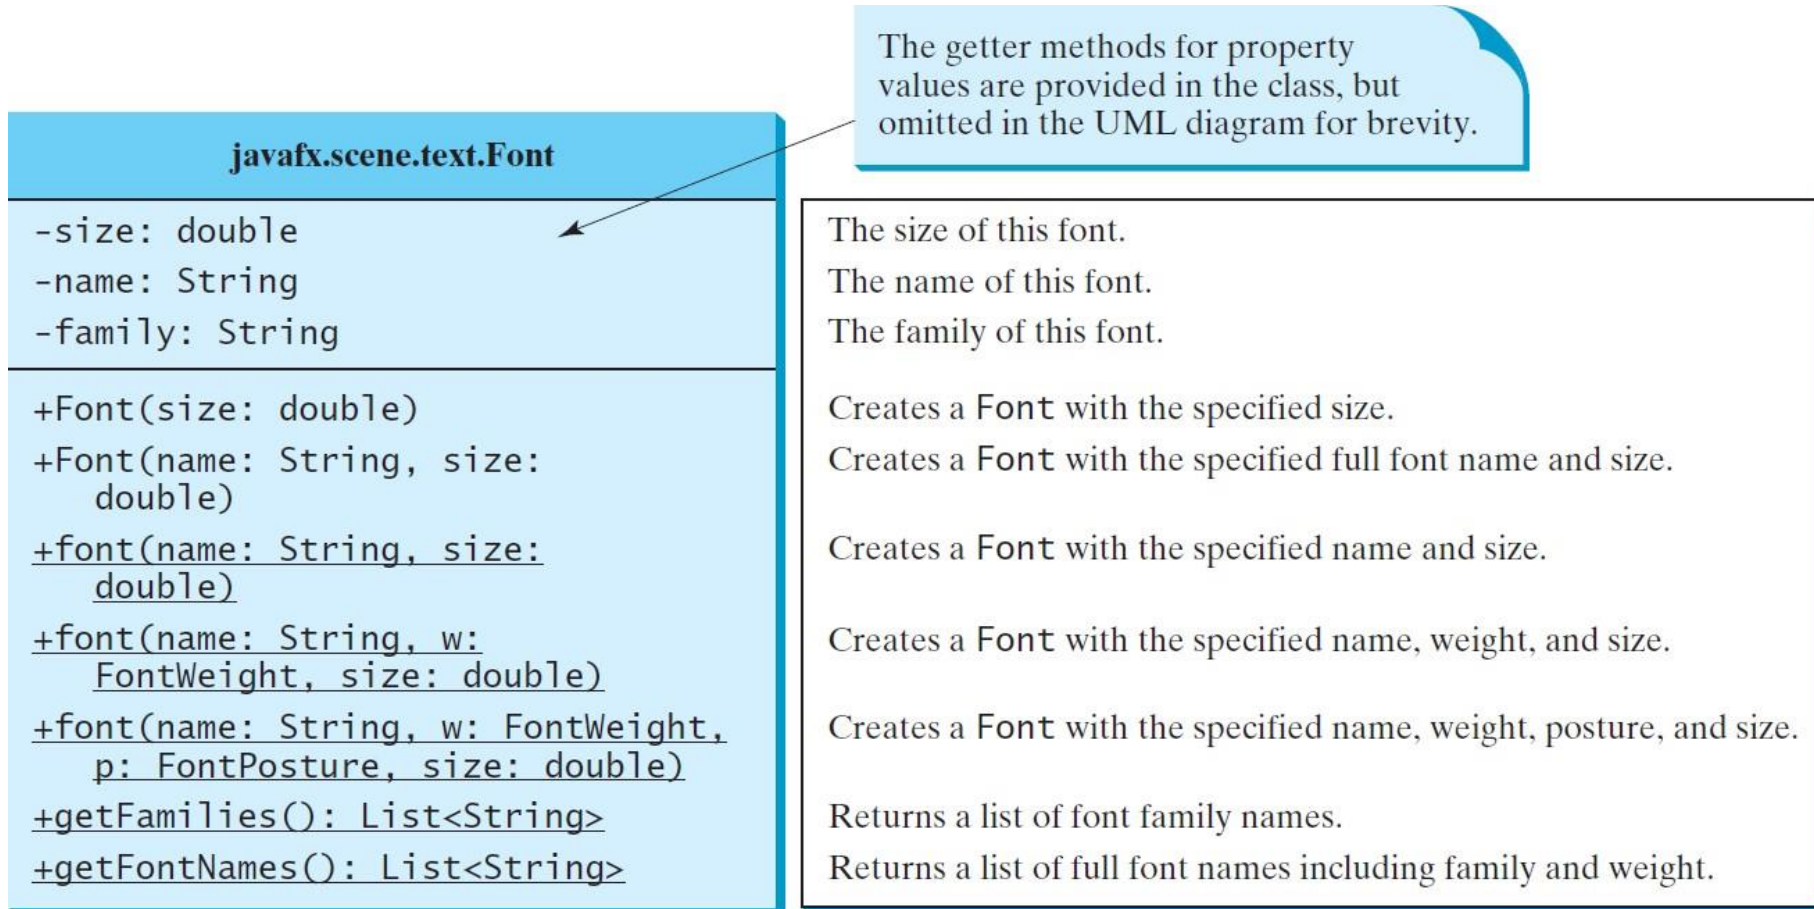 The getter methods for property
values are provided in the class, but
omitted in the UML diagram for brevity.
javafx.scene.text.Font
-size: double
The size of this font.
-name: String
The name of this font.
-family: String
The family of this font.
+Font(size: double)
Creates a Font with the specified size.
+Font(name: String, size:
double)
Creates a Font with the specified full font name and size.
+font(name: String, size:
double)
Creates a Font with the specified name and size.
+font(name: String, w:
FontWeight, size: double)
Creates a Font with the specified name, weight, and size.
+font(name: String, w: FontWeight,
p: FontPosture, size: double)
Creates a Font with the specified name, weight, posture, and size.
+getFamilies(): List<String>
Returns a list of font family names.
+getFontNames(): List<String>
Returns a list of full font names including family and weight.